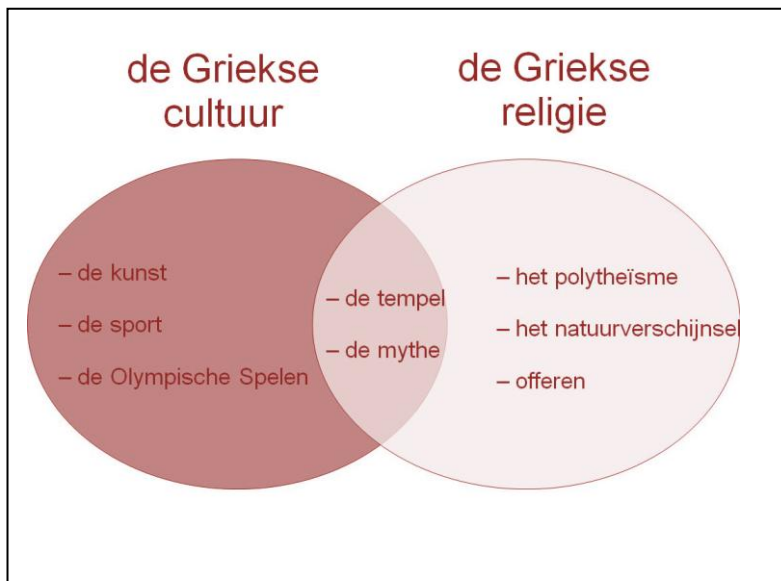 de Griekse
cultuur
de Griekse
religie
– de kunst
– de sport
– de Olympische Spelen
– de tempel
– de mythe
– het polytheïsme
– het natuurverschijnsel
– offeren